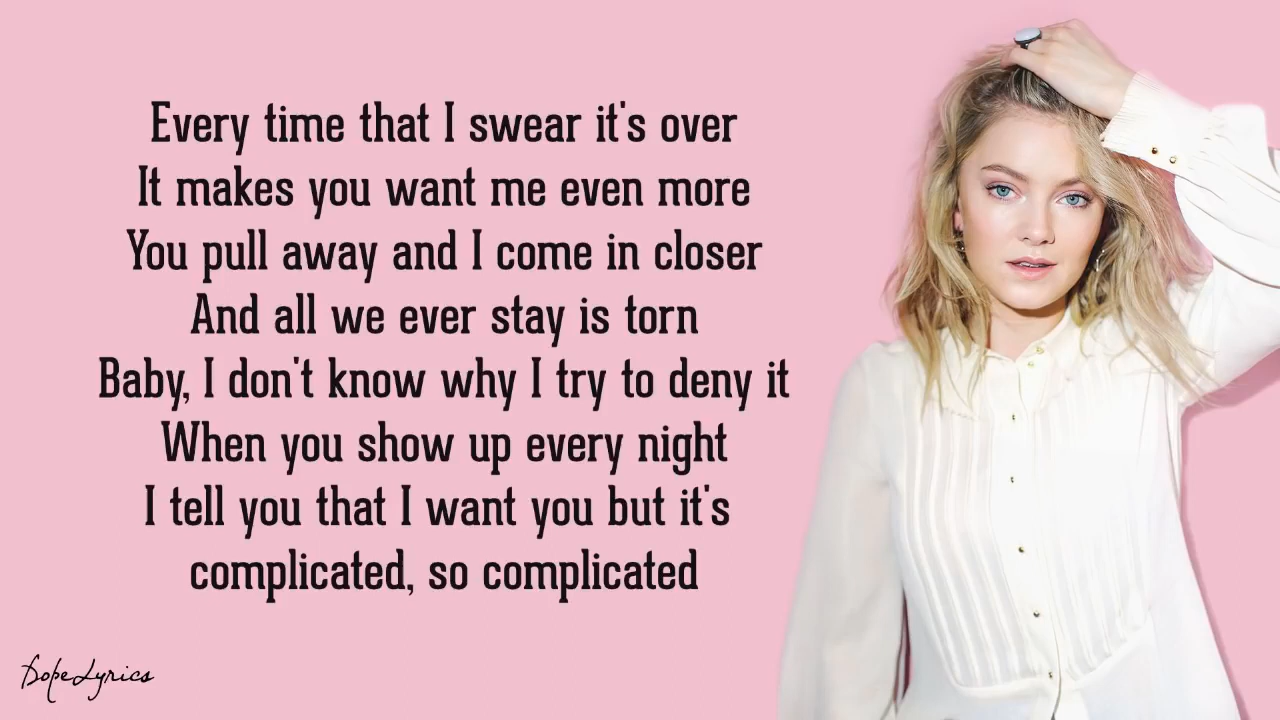 Every time that I swear it's over
It makes you want me even more
You pull away and I come in closer
And all we ever stay is torn
Baby, I don't know why I try to deny it
When you show up every night
I tell you that I want you but it's
complicated, so complicated
DopeLyrics